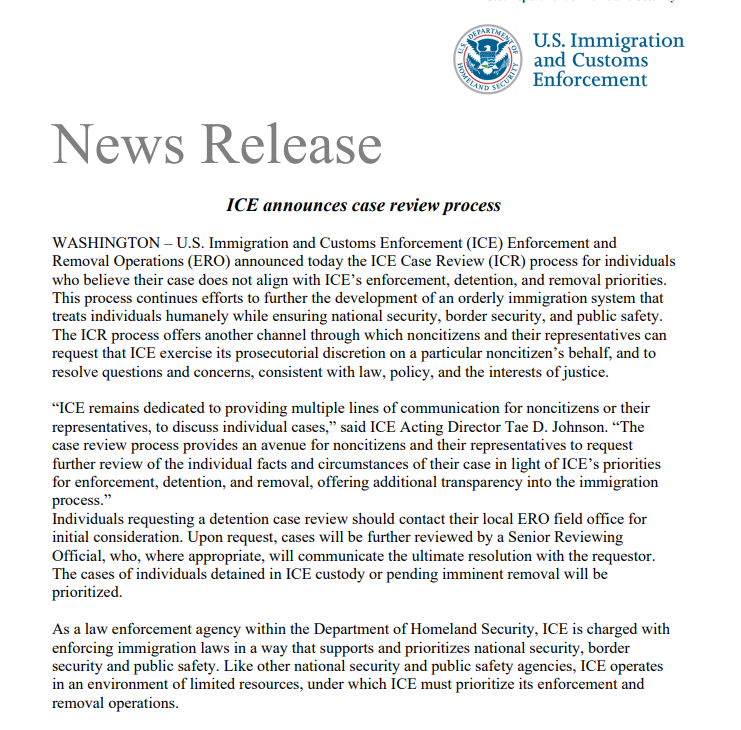 U.S. DEPARTMENT OF HOMELAND SECURITY
U.S. Immigration
and Customs
Enforcement
News Release
ICE announces case review process
WASHINGTON – U.S. Immigration and Customs Enforcement (ICE) Enforcement and
Removal Operations (ERO) announced today the ICE Case Review (ICR) process for individuals
who believe their case does not align with ICE’s enforcement, detention, and removal priorities.
This process continues efforts to further the development of an orderly immigration system that
treats individuals humanely while ensuring national security, border security, and public safety.
The ICR process offers another channel through which noncitizens and their representatives can
request that ICE exercise its prosecutorial discretion on a particular noncitizen’s behalf, and to
resolve questions and concerns, consistent with law, policy, and the interests of justice.
“ICE remains dedicated to providing multiple lines of communication for noncitizens or their
representatives, to discuss individual cases,” said ICE Acting Director Tae D. Johnson. “The
case review process provides an avenue for noncitizens and their representatives to request
further review of the individual facts and circumstances of their case in light of ICE’s priorities
for enforcement, detention, and removal, offering additional transparency into the immigration
process.”
Individuals requesting a detention case review should contact their local ERO field office for
initial consideration. Upon request, cases will be further reviewed by a Senior Reviewing
Official, who, where appropriate, will communicate the ultimate resolution with the requestor.
The cases of individuals detained in ICE custody or pending imminent removal will be
prioritized.
As a law enforcement agency within the Department of Homeland Security, ICE is charged with
enforcing immigration laws in a way that supports and prioritizes national security, border
security and public safety. Like other national security and public safety agencies, ICE operates
in an environment of limited resources, under which ICE must prioritize its enforcement and
removal operations.